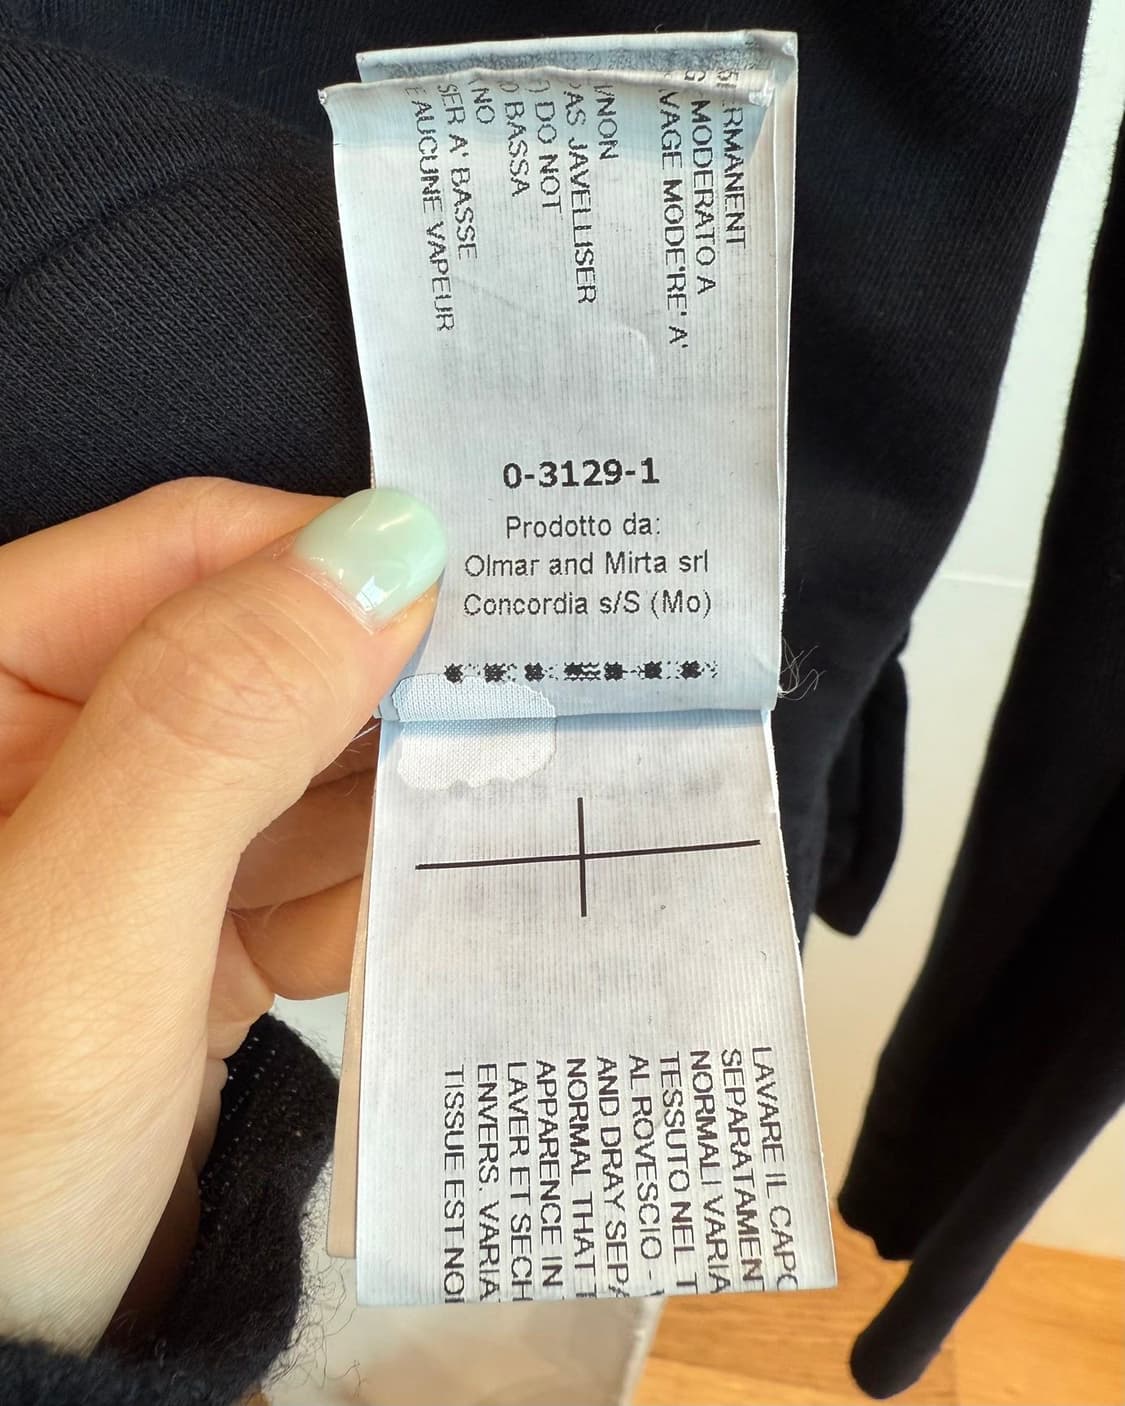 RMANENT
MODERATO A
VAGE MODE'RE' A'
NON
AS JAVELLISER
DO NOT
BASSA
NO
SER A' BASSE
AUCUNE VAPEUR
0-3129-1
Prodotto da:
Olmar and Mirta srl
Concordia s/S (Mo)
LAVARE IL CAPO
SEPARATAMENT
NORMALI VARIA
TESSUTO NEL T
AL ROVESCIO -
AND DRAY SEPA
NORMAL THAT
APPARENCE IN
LAVER ET SECH
ENVERS. VARIA
TISSUE EST NO